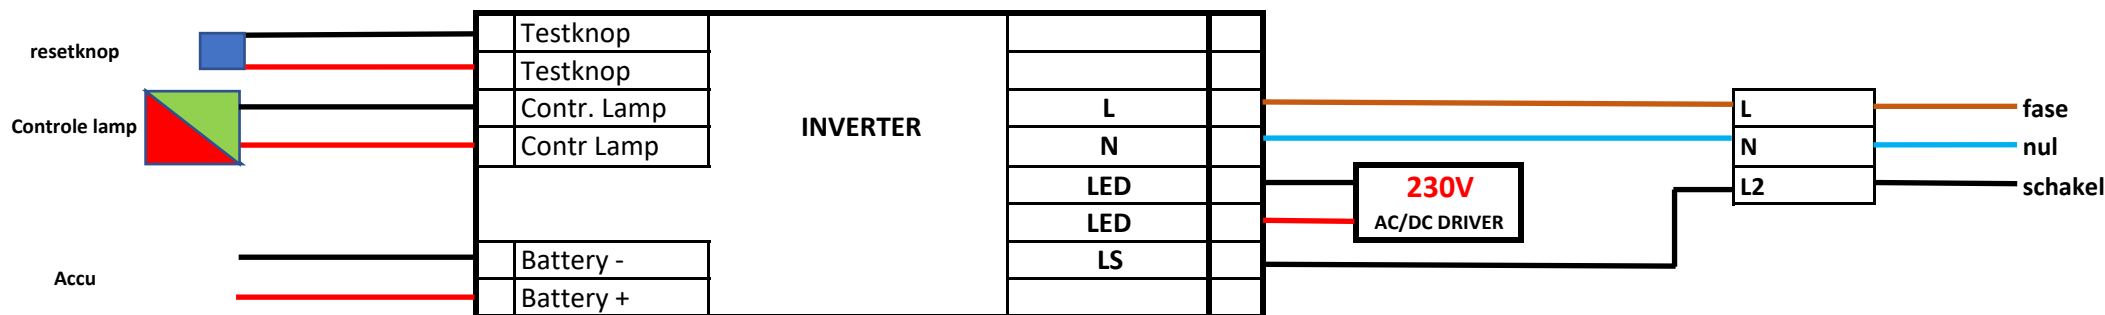 resetknop
Controle lamp
Accu
Testknop
Testknop
Contr. Lamp
Contr Lamp
Battery -
Battery +
INVERTER
L
N
LED
LED
LS
230V
AC/DC DRIVER
L
N
L2
fase
nul
schakel